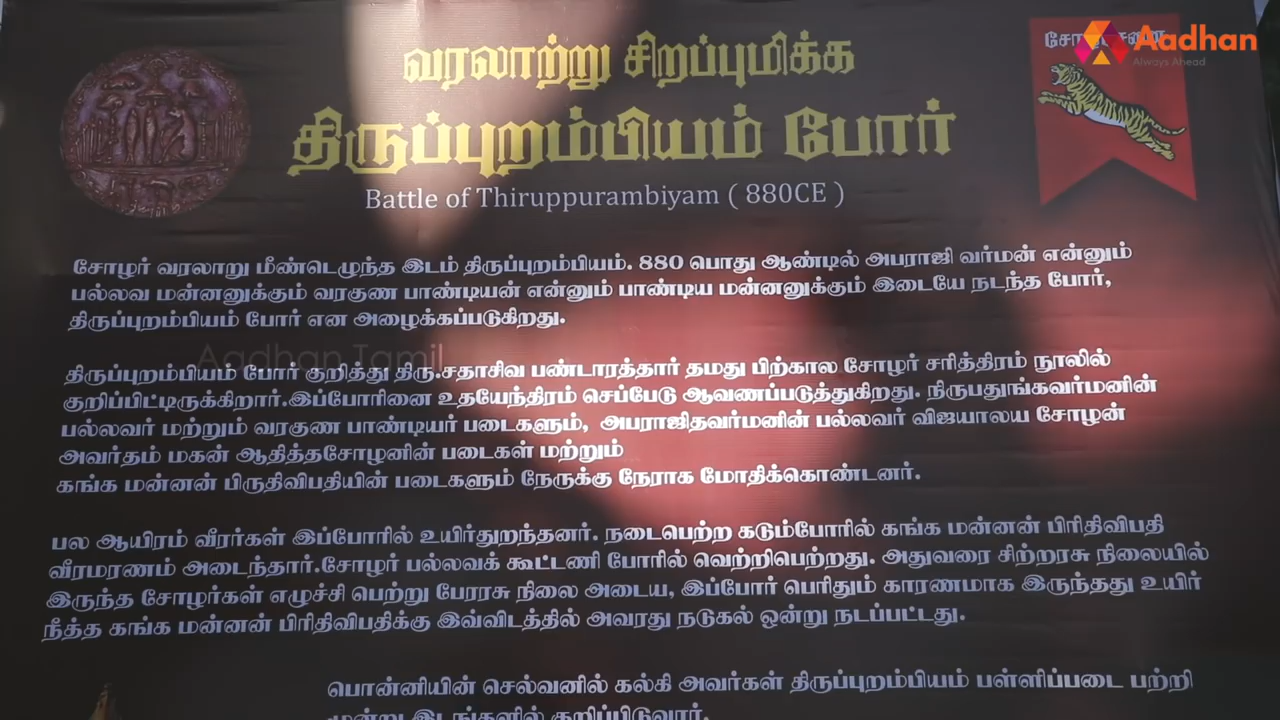 வரலாற்று சிறப்புமிக்க
திருப்புறம்பியம் போர்
Battle of Thiruppurambiyam ( 880CE )
Aadhan
Always Ahead
சோழர் வரலாறு மீண்டெழுந்த இடம் திருப்புறம்பியம். 880 பொது ஆண்டில் அபராஜி வர்மன் என்னும்
பல்லவ மன்னனுக்கும் வரகுண பாண்டியன் என்னும் பாண்டிய மன்னனுக்கும் இடையே நடந்த போர்,
திருப்புறம்பியம் போர் என அழைக்கப்படுகிறது.
Aadhan Tamil
திருப்புறம்பியம் போர் குறித்து திரு.சதாசிவ பண்டாரத்தார் தமது பிற்கால சோழர் சரித்திரம் நூலில்
குறிப்பிட்டிருக்கிறார்.இப்போரினை உதயேந்திரம் செப்பேடு ஆவணப்படுத்துகிறது. நிருபதுங்கவர்மனின்
பல்லவர் மற்றும் வரகுண பாண்டியர் படைகளும், அபராஜிதவர்மனின் பல்லவர் விஜயாலய சோழன்
அவர்தம் மகன் ஆதித்தசோழனின் படைகள் மற்றும்
கங்க மன்னன் பிருதிவிபதியின் படைகளும் நேருக்கு நேராக மோதிக்கொண்டனர்.
பல ஆயிரம் வீரர்கள் இப்போரில் உயிர்துறந்தனர். நடைபெற்ற கடும்போரில் கங்க மன்னன் பிரிதிவிபதி
வீரமரணம் அடைந்தார்.சோழர் பல்லவக் கூட்டணி போரில் வெற்றிபெற்றது. அதுவரை சிற்றரசு நிலையில்
இருந்த சோழர்கள் எழுச்சி பெற்று பேரரசு நிலை அடைய, இப்போர் பெரிதும் காரணமாக இருந்தது உயிர்
நீத்த கங்க மன்னன் பிரிதிவிபதிக்கு இவ்விடத்தில் அவரது நடுகல் ஒன்று நடப்பட்டது.
பொன்னியின் செல்வனில் கல்கி அவர்கள் திருப்புறம்பியம் பள்ளிப்படை பற்றி
மூன்று இடங்களில் குறிப்பிடுவார்.